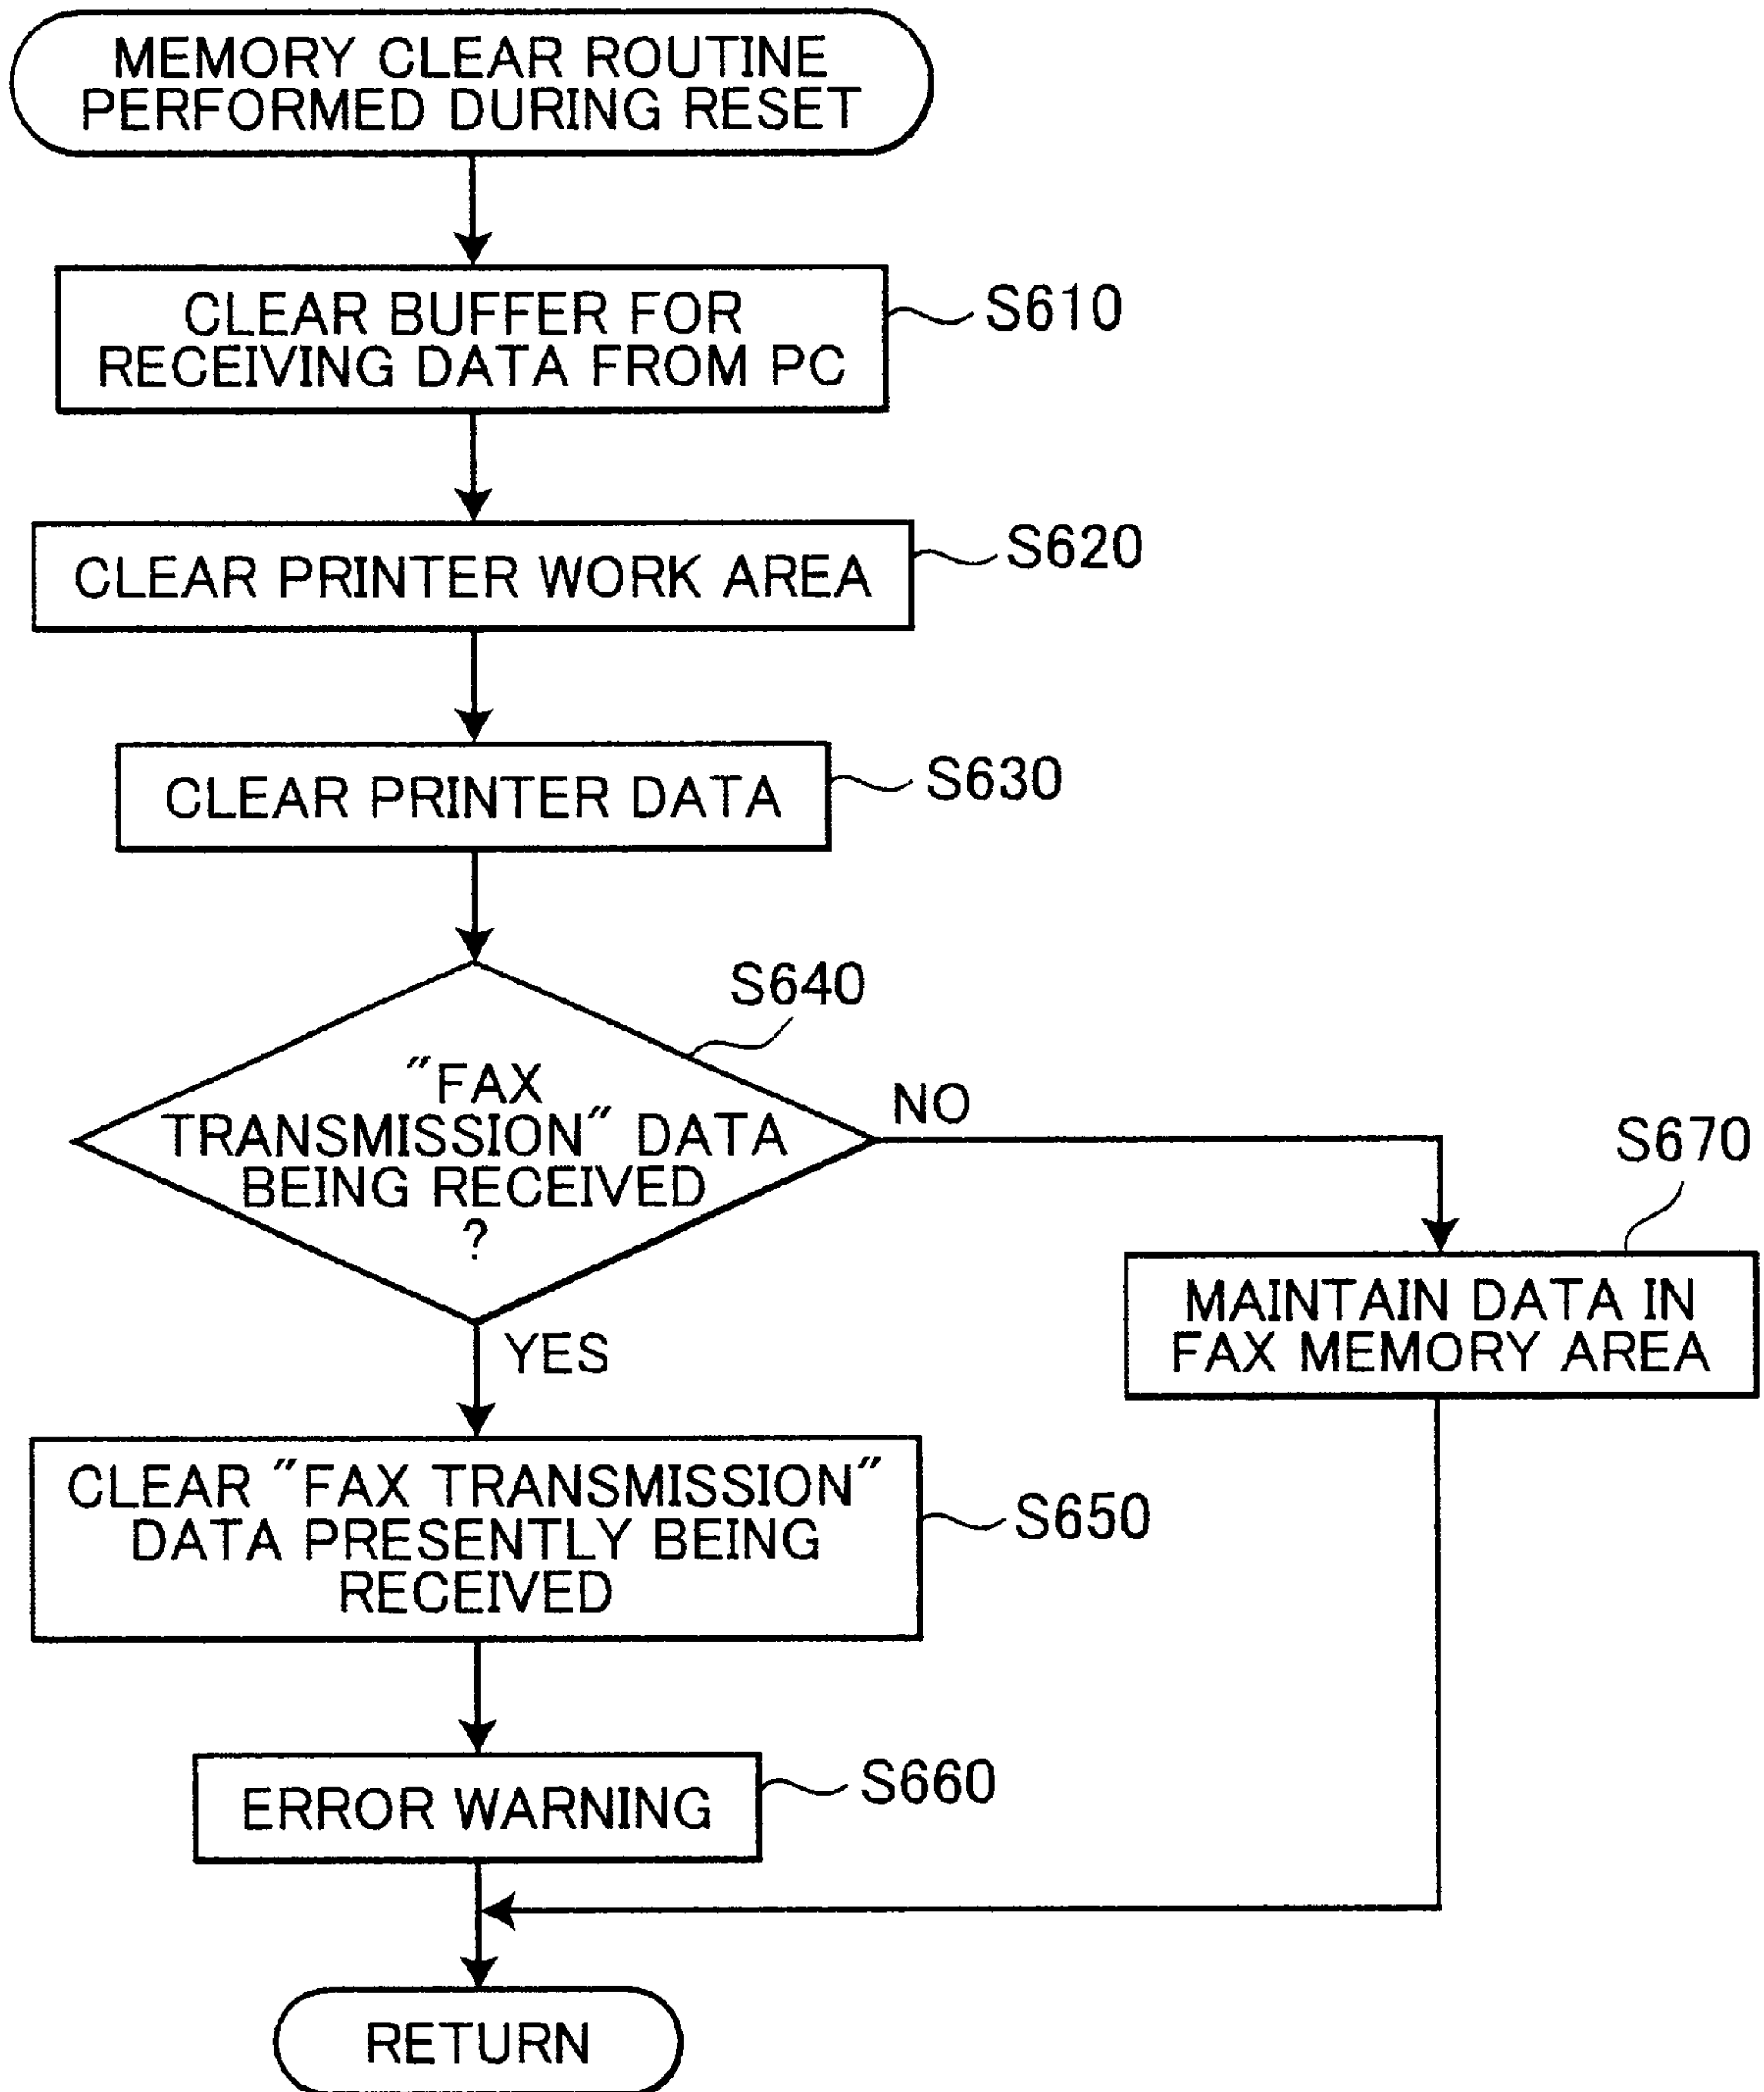 MEMORY CLEAR ROUTINE
PERFORMED DURING RESET
CLEAR BUFFER FOR
RECEIVING DATA FROM PC
S610
CLEAR PRINTER WORK AREA
S620
CLEAR PRINTER DATA
S630
S640
"FAX
TRANSMISSION" DATA
BEING RECEIVED
?
NO
YES
S670
MAINTAIN DATA IN
FAX MEMORY AREA
CLEAR "FAX TRANSMISSION"
DATA PRESENTLY BEING
RECEIVED
S650
ERROR WARNING
S660
RETURN